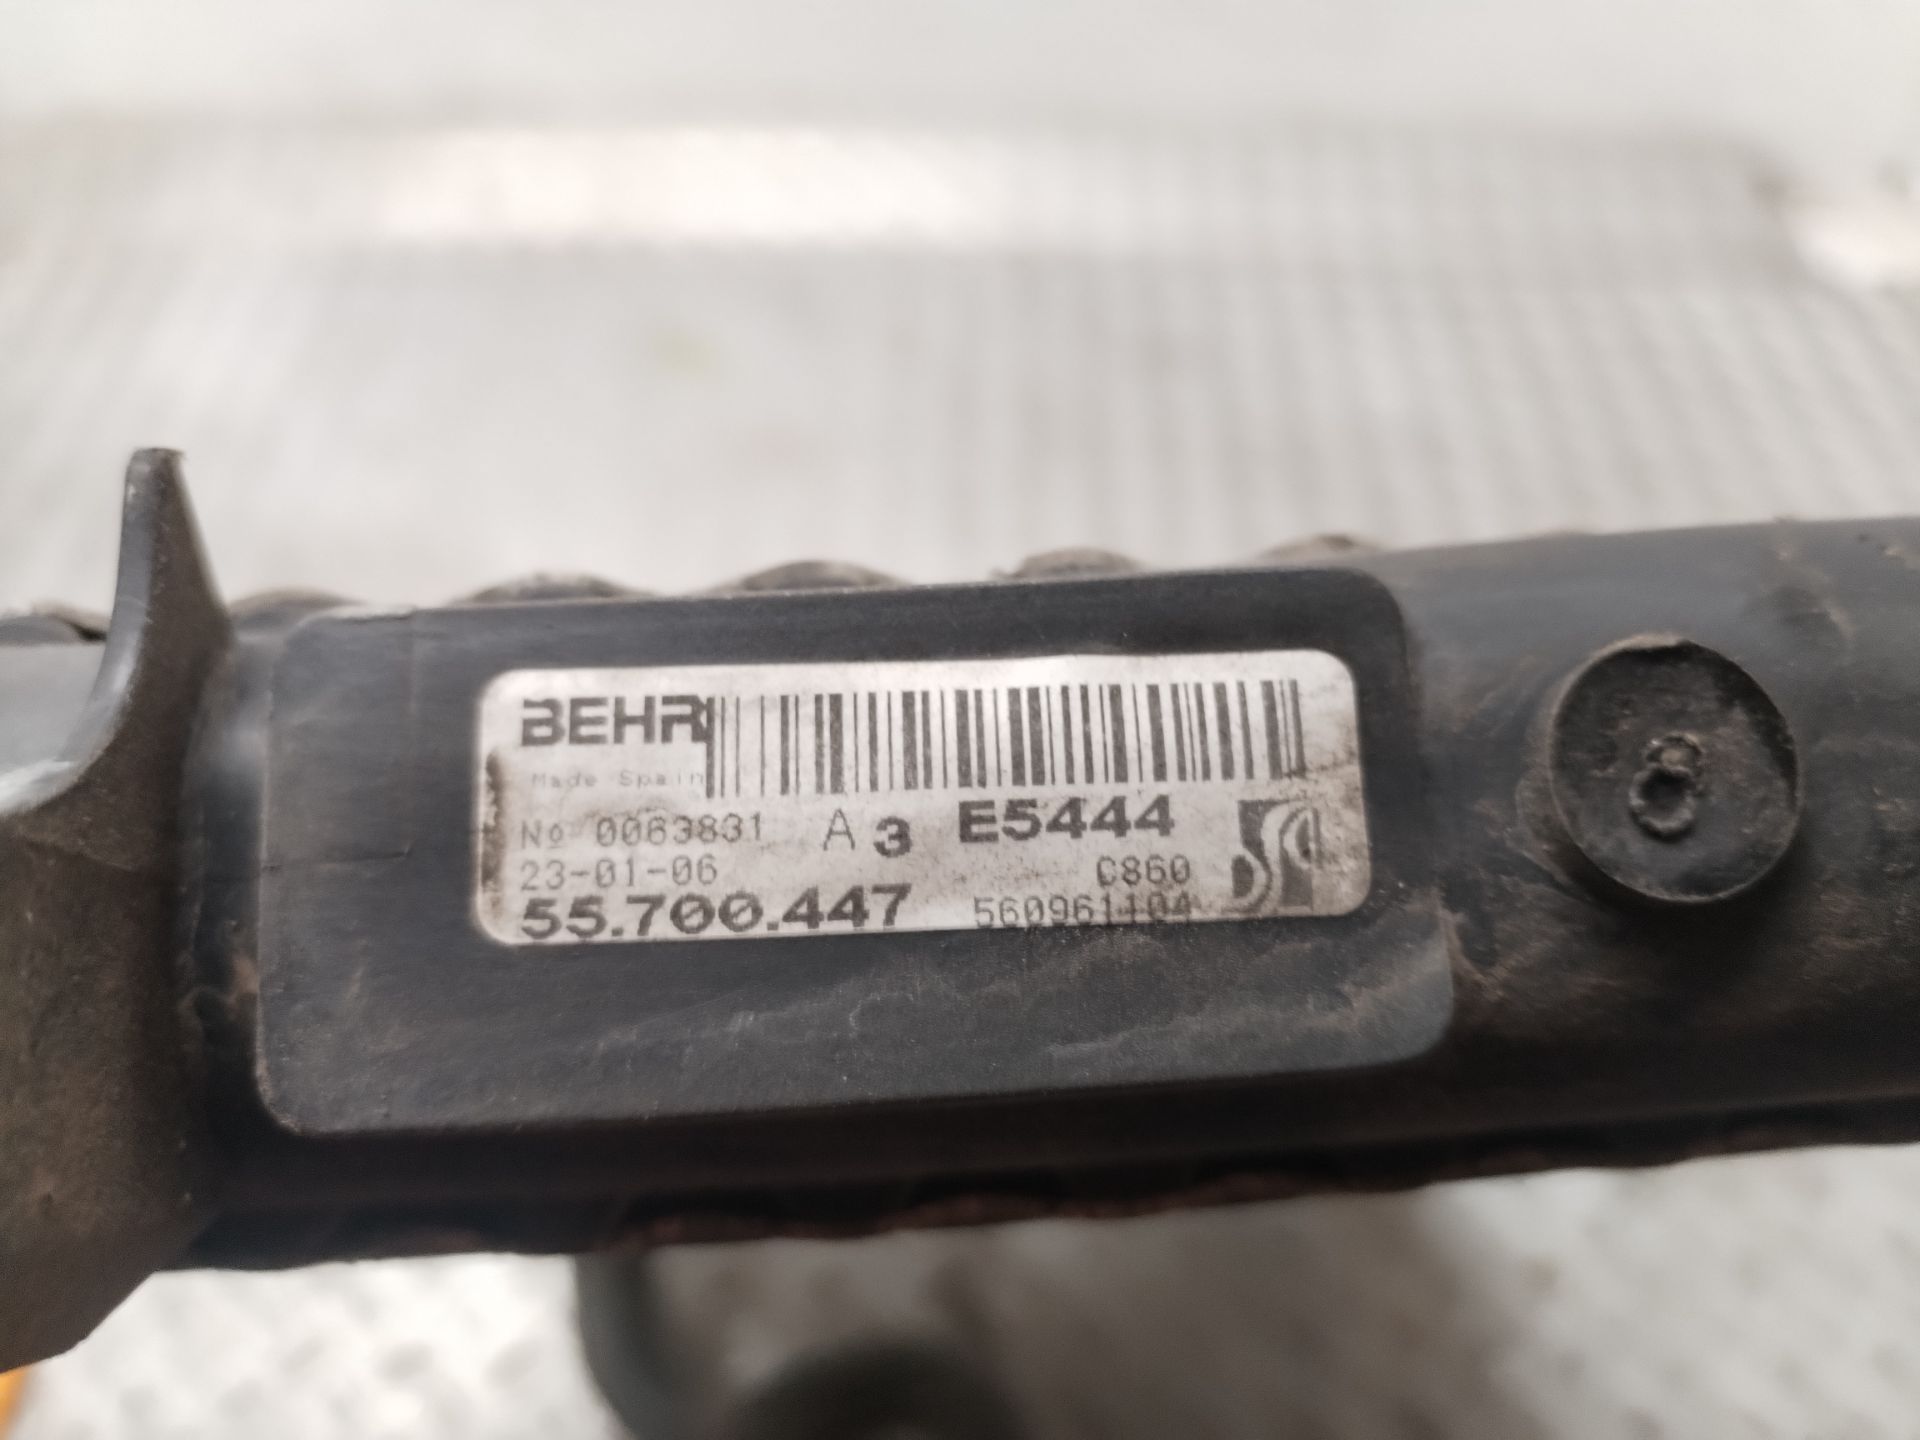 BEHR
Made Spain
Nº 0063831 A 3 E5444
23-01-06 C860
55.700.447 560961104